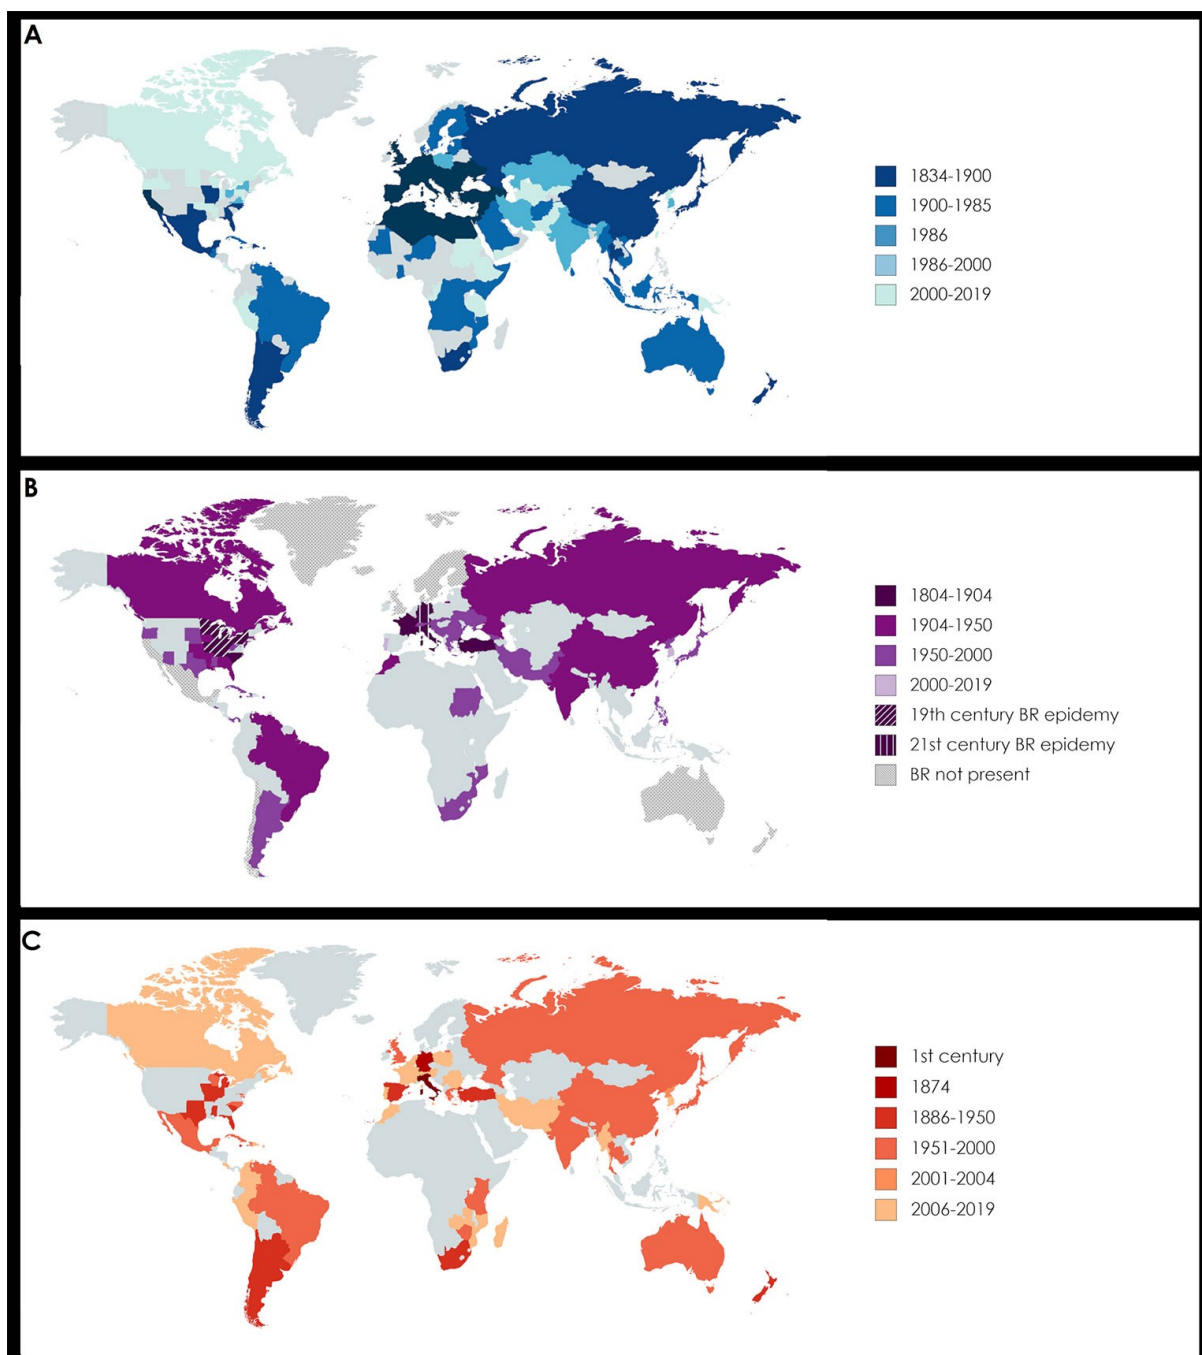 A
1834-1900
1900-1985
1986
1986-2000
2000-2019
B
1804-1904
1904-1950
1950-2000
2000-2019
19th century BR epidemy
21st century BR epidemy
BR not present
C
1st century
1874
1886-1950
1951-2000
2001-2004
2006-2019